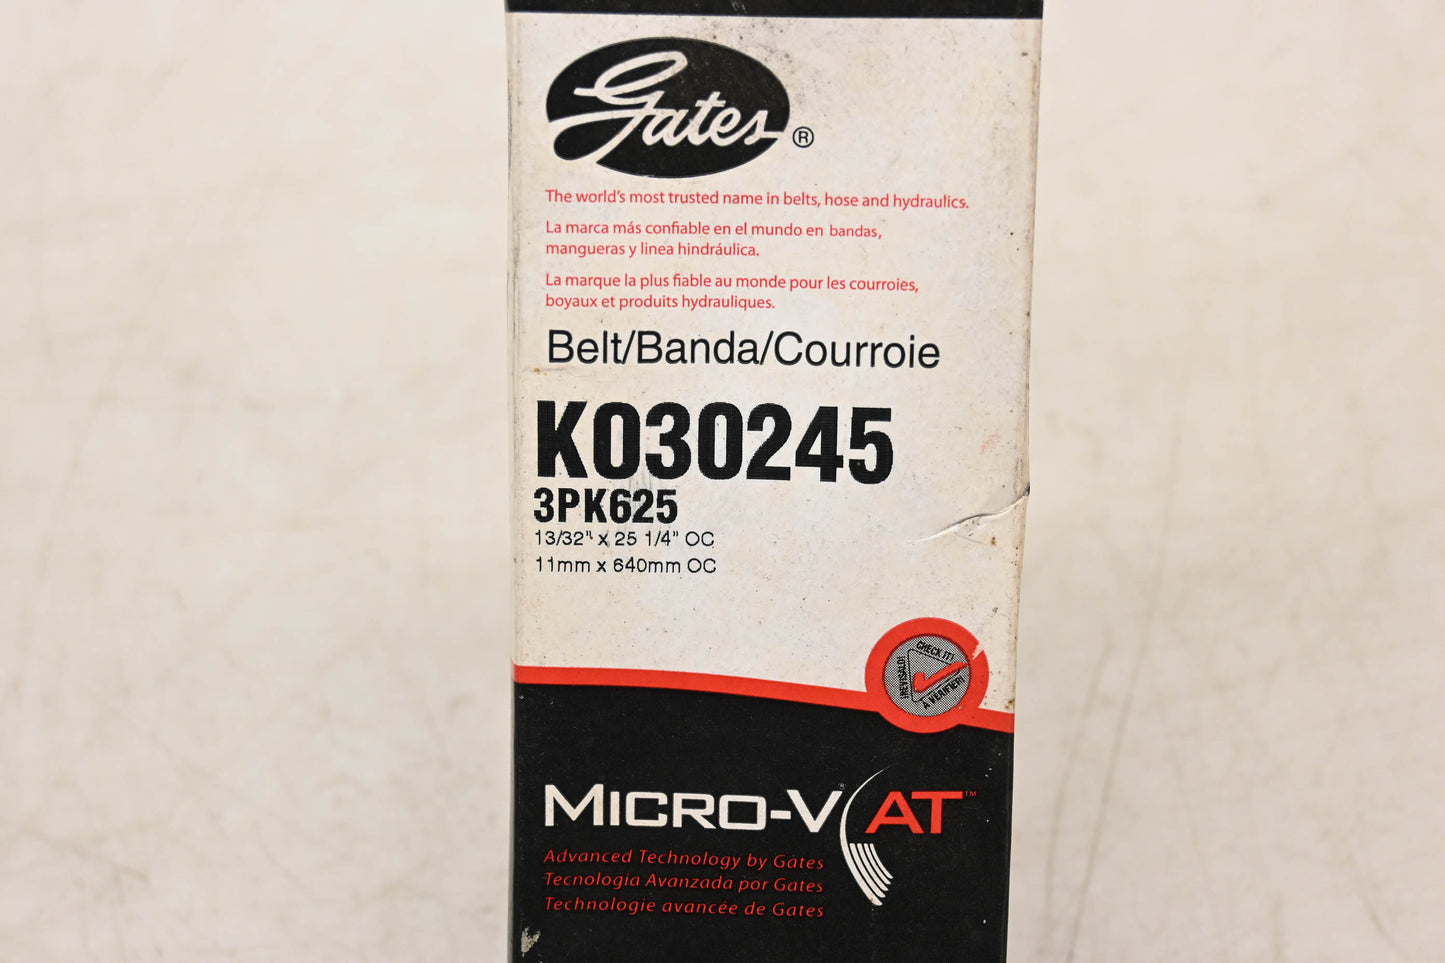 Gates®
The world's most trusted name in belts, hose and hydraulics.
La marca más confiable en el mundo en bandas,
mangueras y linea hindráulica.
La marque la plus fiable au monde pour les courroies,
boyaux et produits hydrauliques.
Belt/Banda/Courroie
K030245
3PK625
13/32" x 25 1/4" OC
11mm x 640mm OC
CHECK IT!
¡REVISALO!
A VERIFIER!
MICRO-V® AT™
Advanced Technology by Gates
Tecnología Avanzada por Gates
Technologie avancée de Gates